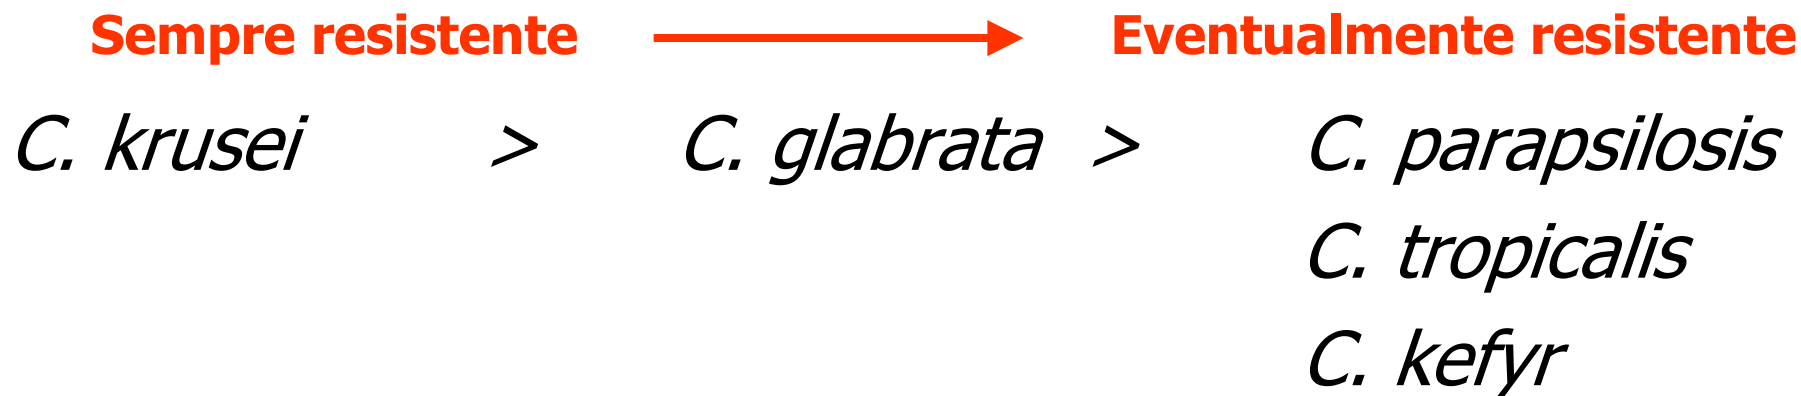 Sempre resistente Eventualmente resistente
C. krusei > C. glabrata > C. parapsilosis
C. tropicalis
C. kefyr